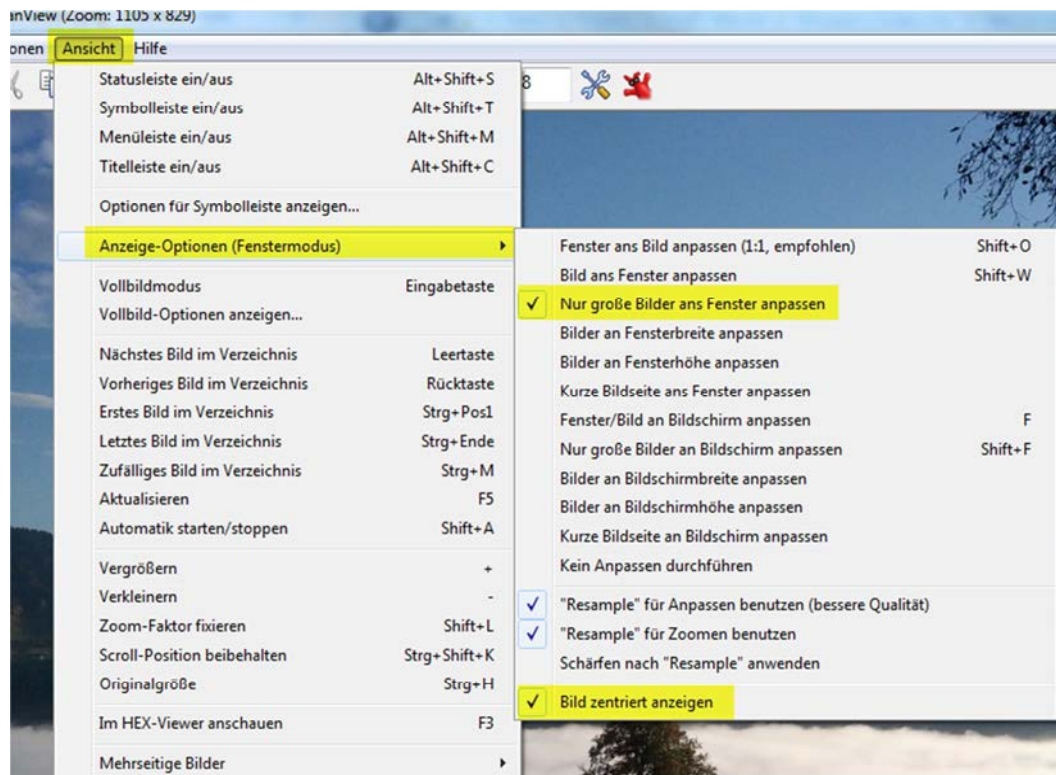 anView (Zoom: 1105 x 829)
onen Ansicht Hilfe
8
Statusleiste ein/aus Alt+Shift+S
Symbolleiste ein/aus Alt+Shift+T
Menüleiste ein/aus Alt+Shift+M
Titelleiste ein/aus Alt+Shift+C
Optionen für Symbolleiste anzeigen...
Anzeige-Optionen (Fenstermodus)
Vollbildmodus Eingabetaste
Vollbild-Optionen anzeigen...
Nächstes Bild im Verzeichnis Leertaste
Vorheriges Bild im Verzeichnis Rücktaste
Erstes Bild im Verzeichnis Strg+Pos1
Letztes Bild im Verzeichnis Strg+Ende
Zufälliges Bild im Verzeichnis Strg+M
Aktualisieren F5
Automatik starten/stoppen Shift+A
Vergrößern +
Verkleinern -
Zoom-Faktor fixieren Shift+L
Scroll-Position beibehalten Strg+Shift+K
Originalgröße Strg+H
Im HEX-Viewer anschauen F3
Mehrseitige Bilder
Fenster ans Bild anpassen (1:1, empfohlen) Shift+O
Bild ans Fenster anpassen Shift+W
Nur große Bilder ans Fenster anpassen
Bilder an Fensterbreite anpassen
Bilder an Fensterhöhe anpassen
Kurze Bildseite ans Fenster anpassen
Fenster/Bild an Bildschirm anpassen F
Nur große Bilder an Bildschirm anpassen Shift+F
Bilder an Bildschirmbreite anpassen
Bilder an Bildschirmhöhe anpassen
Kurze Bildseite an Bildschirm anpassen
Kein Anpassen durchführen
"Resample" für Anpassen benutzen (bessere Qualität)
"Resample" für Zoomen benutzen
Schärfen nach "Resample" anwenden
Bild zentriert anzeigen